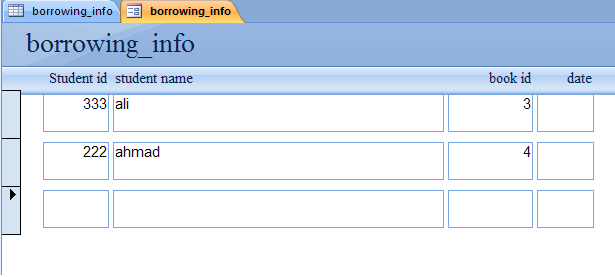 borrowing_info borrowing_info
borrowing_info
Student id student name book id date
333 ali 3
222 ahmad 4